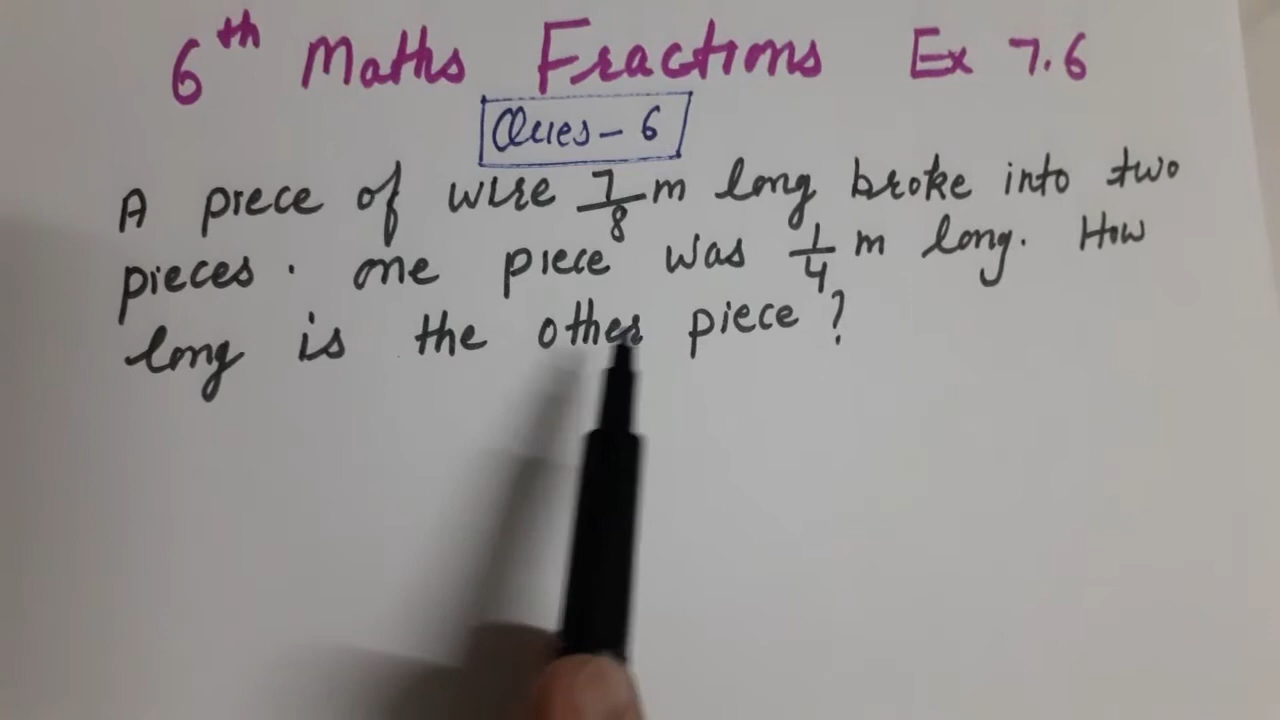 6th Maths Fractions Ex 7.6
Ques - 6
A piece of wire 7/8 m long broke into two
pieces. one piece was 1/4 m long. How
long is the other piece?